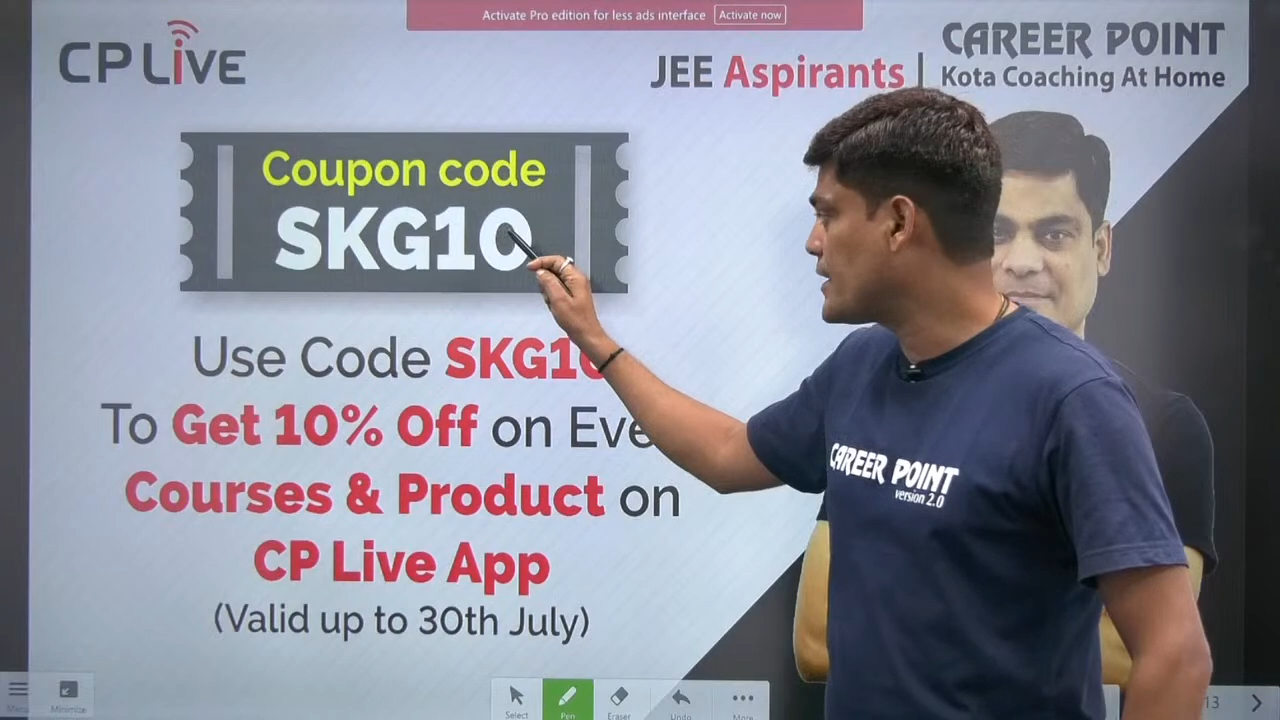 Activate Pro edition for less ads interface Activate now
CP LIVE
CAREER POINT
JEE Aspirants | Kota Coaching At Home
Coupon code
SKG10
Use Code SKG10
To Get 10% Off on Eve
Courses & Product on
CP Live App
(Valid up to 30th July)
CAREER POINT
version 2.0
Menu
Minimize
Select
Pen
Eraser
Undo
More
13